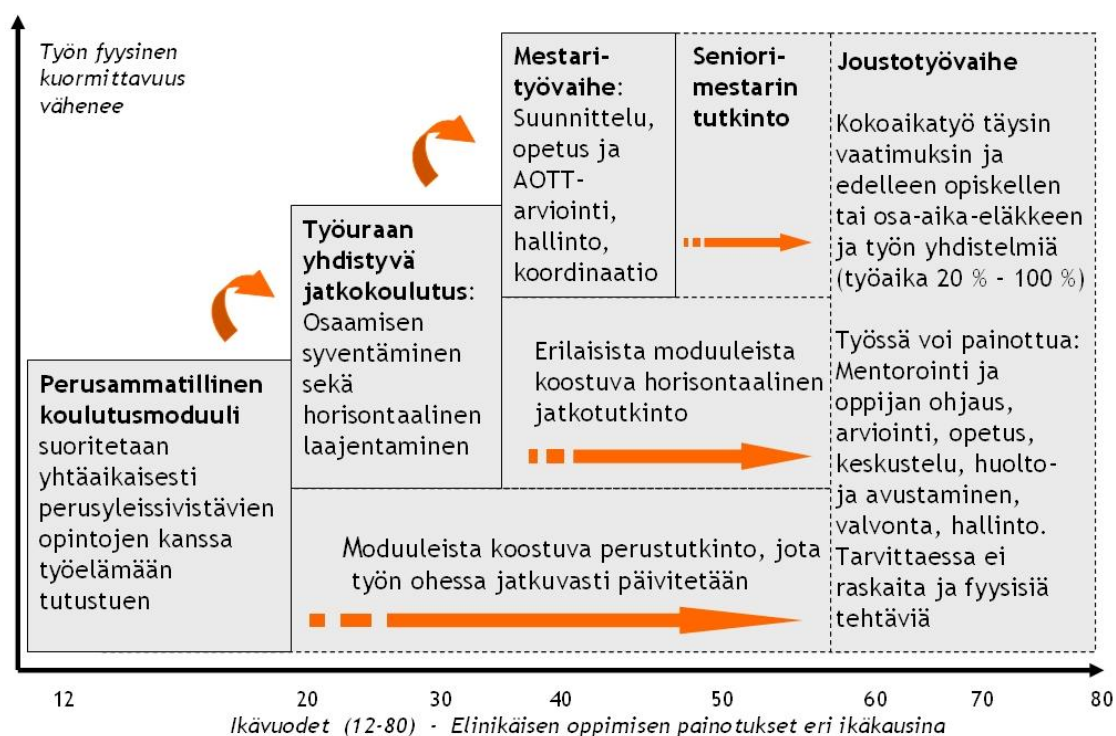 Työn fyysinen
kuormittavuus
vähenee
Perusammatillinen
koulutusmoduuli
suoritetaan
yhtäaikaisesti
perusyleissivistävien
opintojen kanssa
työelämään
tutustuen
Työuraan
yhdistyvä
jatkokoulutus:
Osaamisen
syventäminen
sekä
horisontaalinen
laajentaminen
Mestari-
työvaihe:
Suunnittelu,
opetus ja
AOTT-
arviointi,
hallinto,
koordinaatio
Seniori-
mestarin
tutkinto
Joustotyövaihe
Kokoaikatyö täysin
vaatimuksin ja
edelleen opiskellen
tai osa-aika-eläkkeen
ja työn yhdistelmiä
(työaika 20 % - 100 %)
Työssä voi painottua:
Mentorointi ja
oppijan ohjaus,
arviointi, opetus,
keskustelu, huolto-
ja avustaminen,
valvonta, hallinto.
Tarvittaessa ei
raskaita ja fyysisiä
tehtäviä
Erilaisista moduuleista
koostuva horisontaalinen
jatkotutkinto
Moduuleista koostuva perustutkinto, jota
työn ohessa jatkuvasti päivitetään
12 20 30 40 50 60 70 80
Ikävuodet (12-80) - Elinikäisen oppimisen painotukset eri ikäkausina